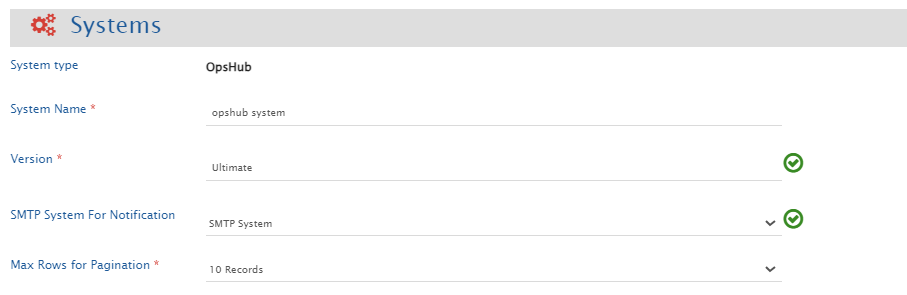 Systems
System type OpsHub
System Name * opshub system
Version * Ultimate
SMTP System For Notification SMTP System
Max Rows for Pagination * 10 Records